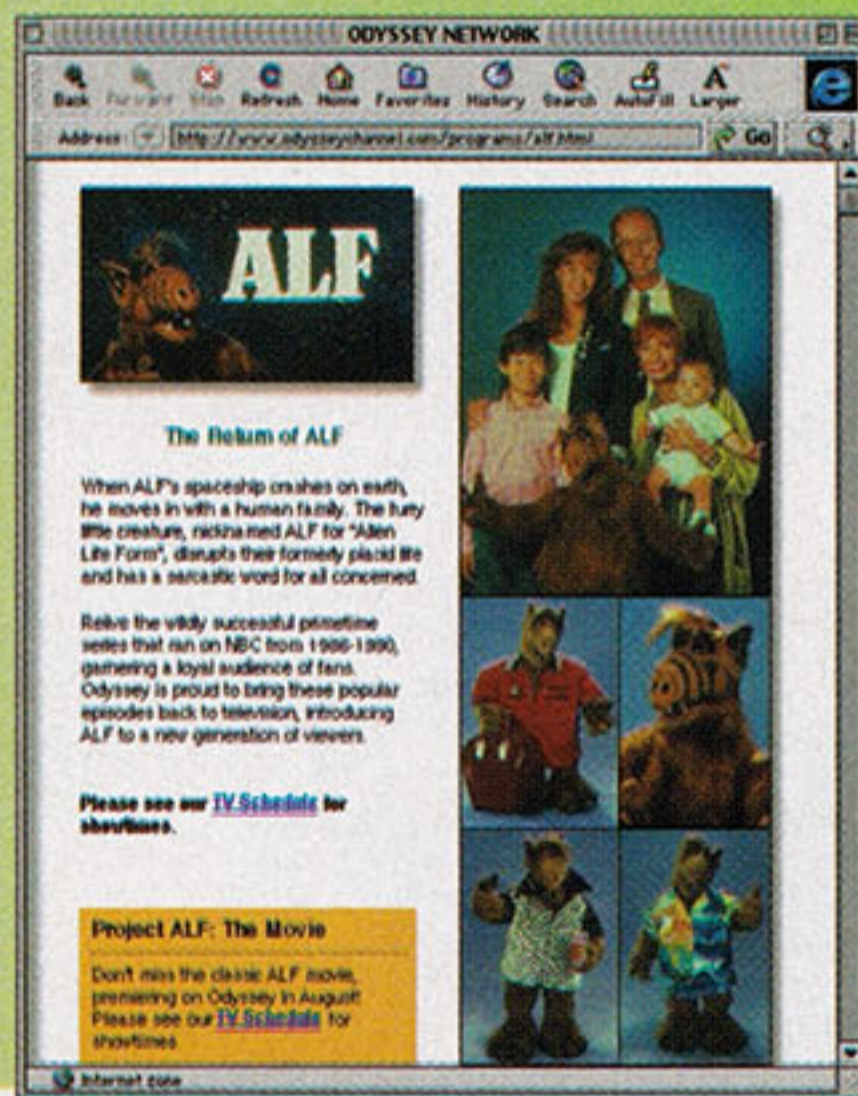 ODYSSEY NETWORK
Back Forward Stop Refresh Home Favorites History Search AutoFill Larger
Address: http://www.odysseychannel.com/programs/alf.html Go
ALF
The Return of ALF
When ALF's spaceship crashes on earth,
he moves in with a human family. The furry
little creature, nicknamed ALF for "Alien
Life Form", disrupts their formerly placid life
and has a sarcastic word for all concerned.
Relive the wildly successful primetime
series that ran on NBC from 1986-1990,
garnering a loyal audience of fans.
Odyssey is proud to bring these popular
episodes back to television, introducing
ALF to a new generation of viewers.
Please see our TV Schedule for
showtimes.
Project ALF: The Movie
Don't miss the classic ALF movie,
premiering on Odyssey in August!
Please see our TV Schedule for
showtimes.
Internet zone